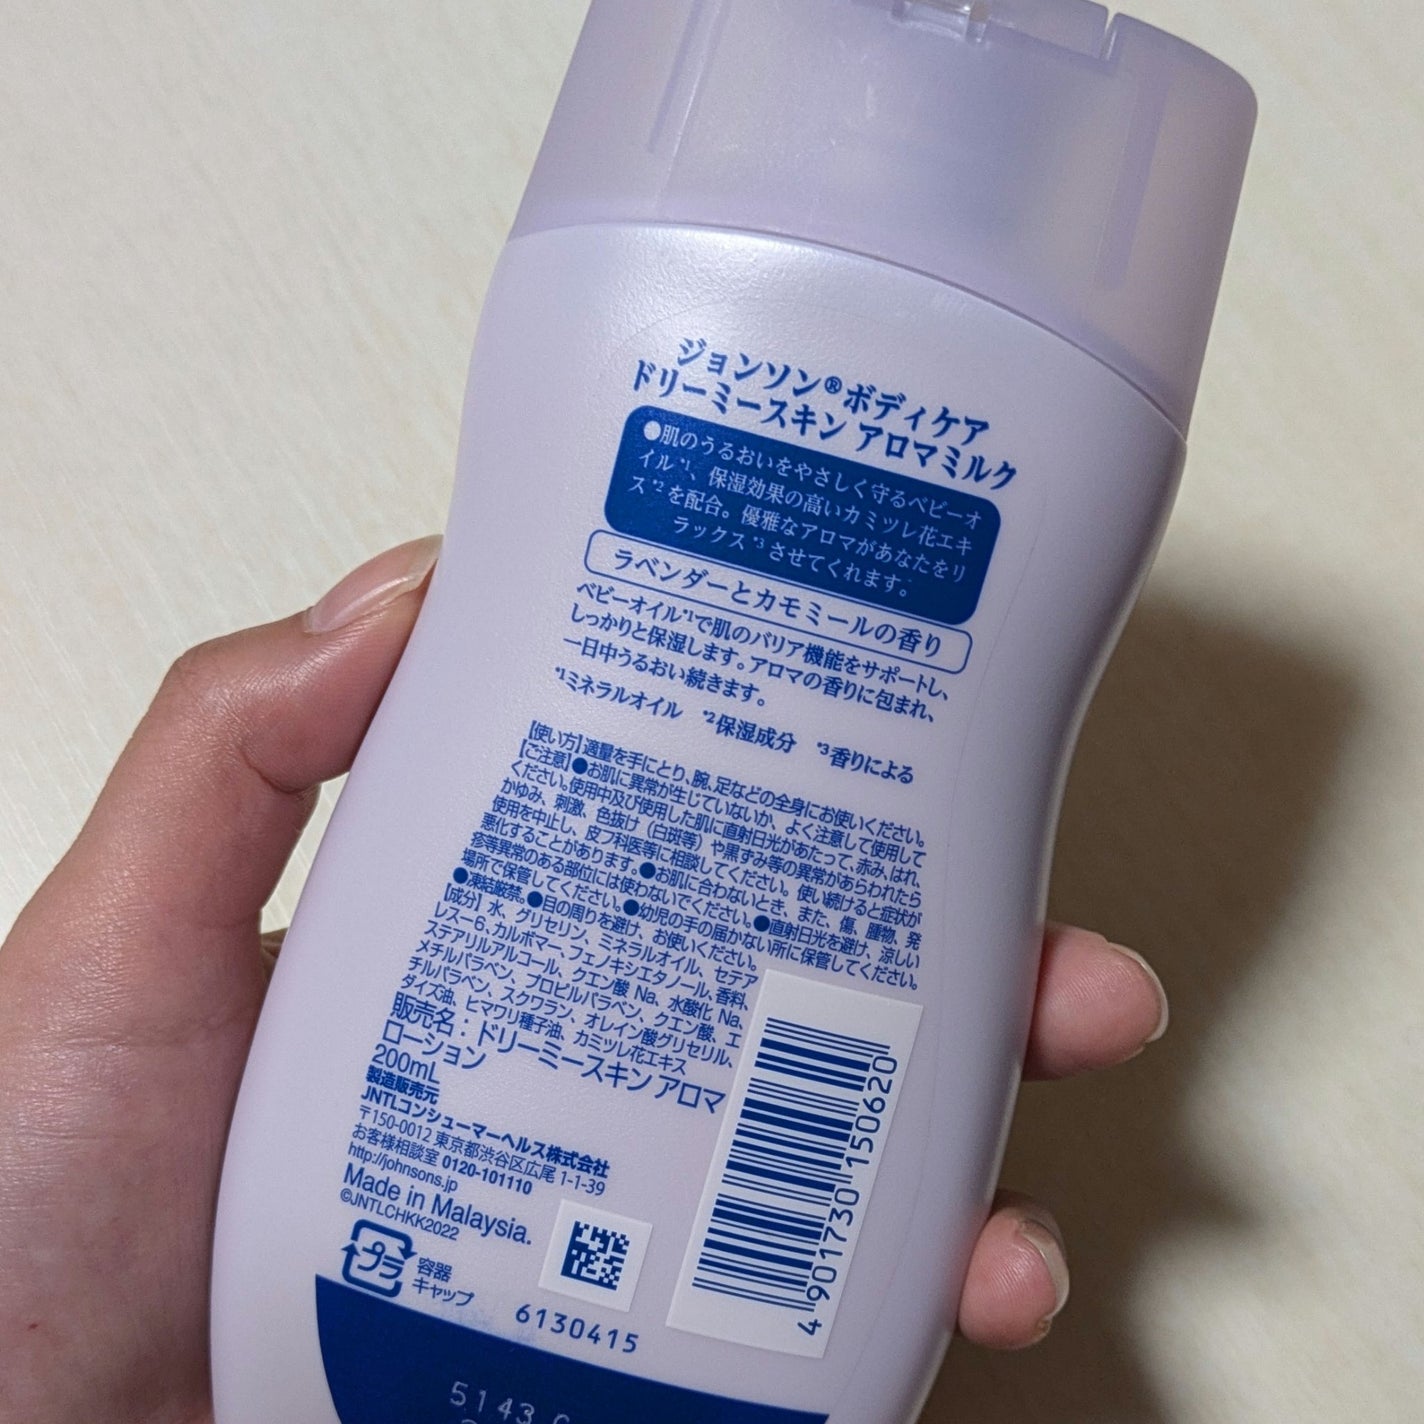 ジョンソン®ボディケア
ドリーミースキン アロマミルク
●肌のうるおいをやさしく守るベビーオ
イル*1、保湿効果の高いカミツレ花エキ
ス*2を配合。優雅なアロマがあなたをリ
ラックス*3させてくれます。
ラベンダーとカモミールの香り
ベビーオイル*1で肌のバリア機能をサポートし、
しっかりと保湿します。アロマの香りに包まれ、
一日中うるおい続きます。
*1ミネラルオイル *2保湿成分 *3香りによる
【使い方】適量を手にとり、腕、足などの全身にお使いください。
【ご注意】●お肌に異常が生じていないか、よく注意して使用して
ください。使用中及び使用した肌に直射日光があたって、赤み、はれ、
かゆみ、刺激、色抜け（白斑等）や黒ずみ等の異常があらわれたら
使用を中止し、皮フ科医等に相談してください。使い続けると症状が
悪化することがあります。●お肌に合わないとき、また、傷、腫物、発
疹等異常のある部位には使わないでください。●直射日光を避け、涼しい
場所で保管してください。●幼児の手の届かない所に保管してください。
●凍結厳禁。●目の周りを避け、お使いください。
【成分】水、グリセリン、ミネラルオイル、セテア
レス−6、カルボマー、フェノキシエタノール、香料、
ステアリルアルコール、クエン酸 Na、水酸化 Na、
メチルパラベン、プロピルパラベン、クエン酸、エ
チルパラベン、スクワラン、オレイン酸グリセリル、
ダイズ油、ヒマワリ種子油、カミツレ花エキス
販売名：ドリーミースキン アロマ
ローション
200mL
製造販売元
JNTLコンシューマーヘルス株式会社
〒150-0012 東京都渋谷区広尾 1-1-39
お客様相談室 0120-101110
http://johnsons.jp
Made in Malaysia.
©JNTLCHKK2022
プラ
容器
キャップ
6130415
4 901730 150620
5143